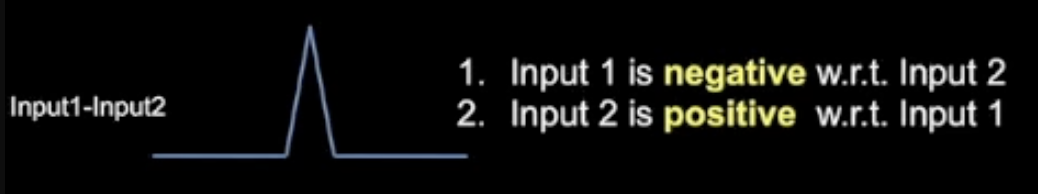 1. Input 1 is negative w.r.t. Input 2
Input1-Input2
2. Input 2 is positive w.r.t. Input 1